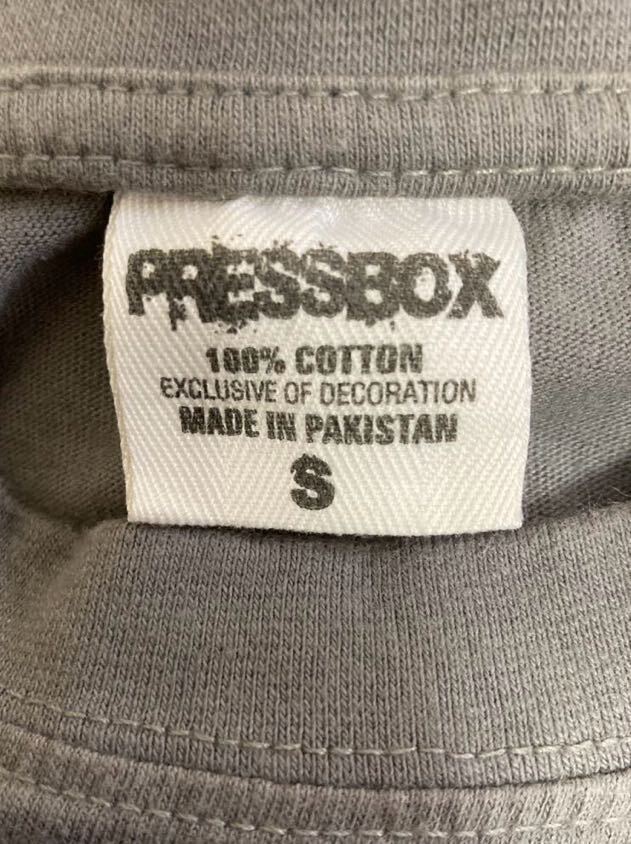 PRESSBOX
100% COTTON
EXCLUSIVE OF DECORATION
MADE IN PAKISTAN
S